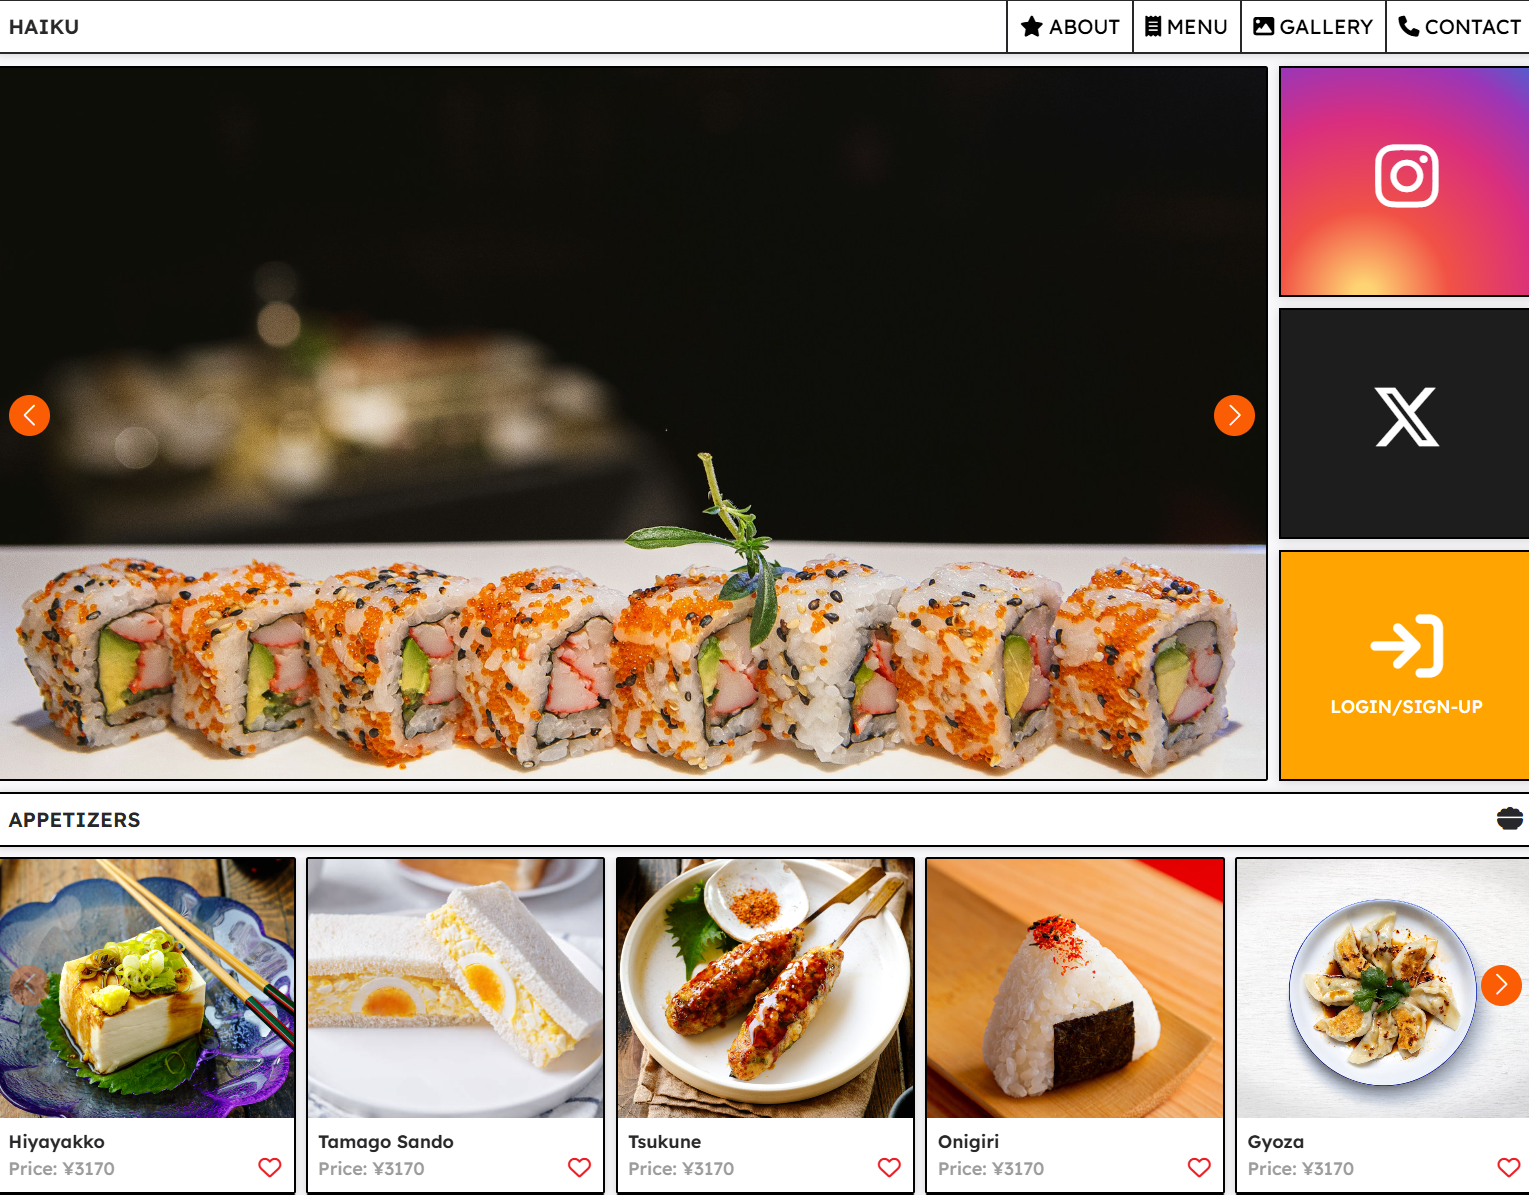 HAIKU
ABOUT
MENU
GALLERY
CONTACT
LOGIN/SIGN-UP
APPETIZERS
Hiyayakko
Price: ¥3170
Tamago Sando
Price: ¥3170
Tsukune
Price: ¥3170
Onigiri
Price: ¥3170
Gyoza
Price: ¥3170